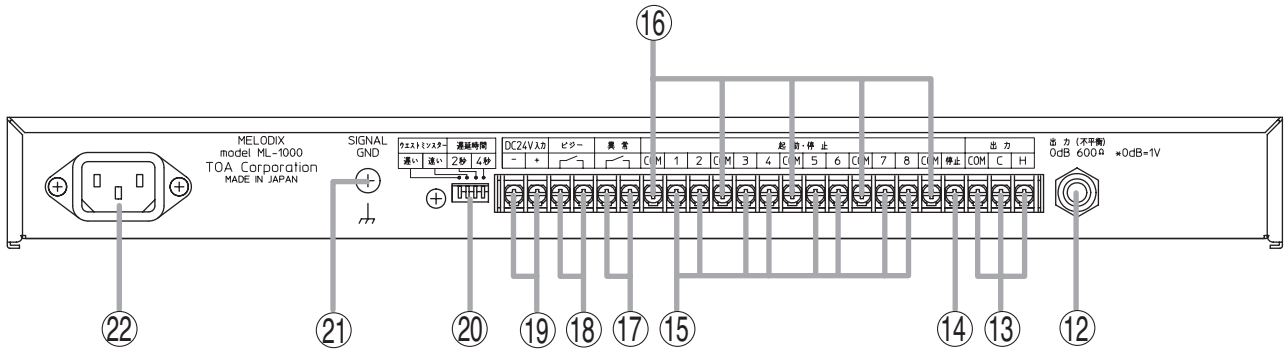 ⑯
MELODIX
model ML-1000
TOA Corporation
MADE IN JAPAN
SIGNAL
GND
ウエストミンスター 遅延時間
遅い 速い 2秒 4秒
DC24V入力 ビジー 異常 起動・停止 出力
- + COM 1 2 COM 3 4 COM 5 6 COM 7 8 COM 停止 COM C H
出力 (不平衡)
0dB 600Ω *0dB=1V
㉒ ㉑ ⑳ ⑲ ⑱ ⑰ ⑮ ⑭ ⑬ ⑫